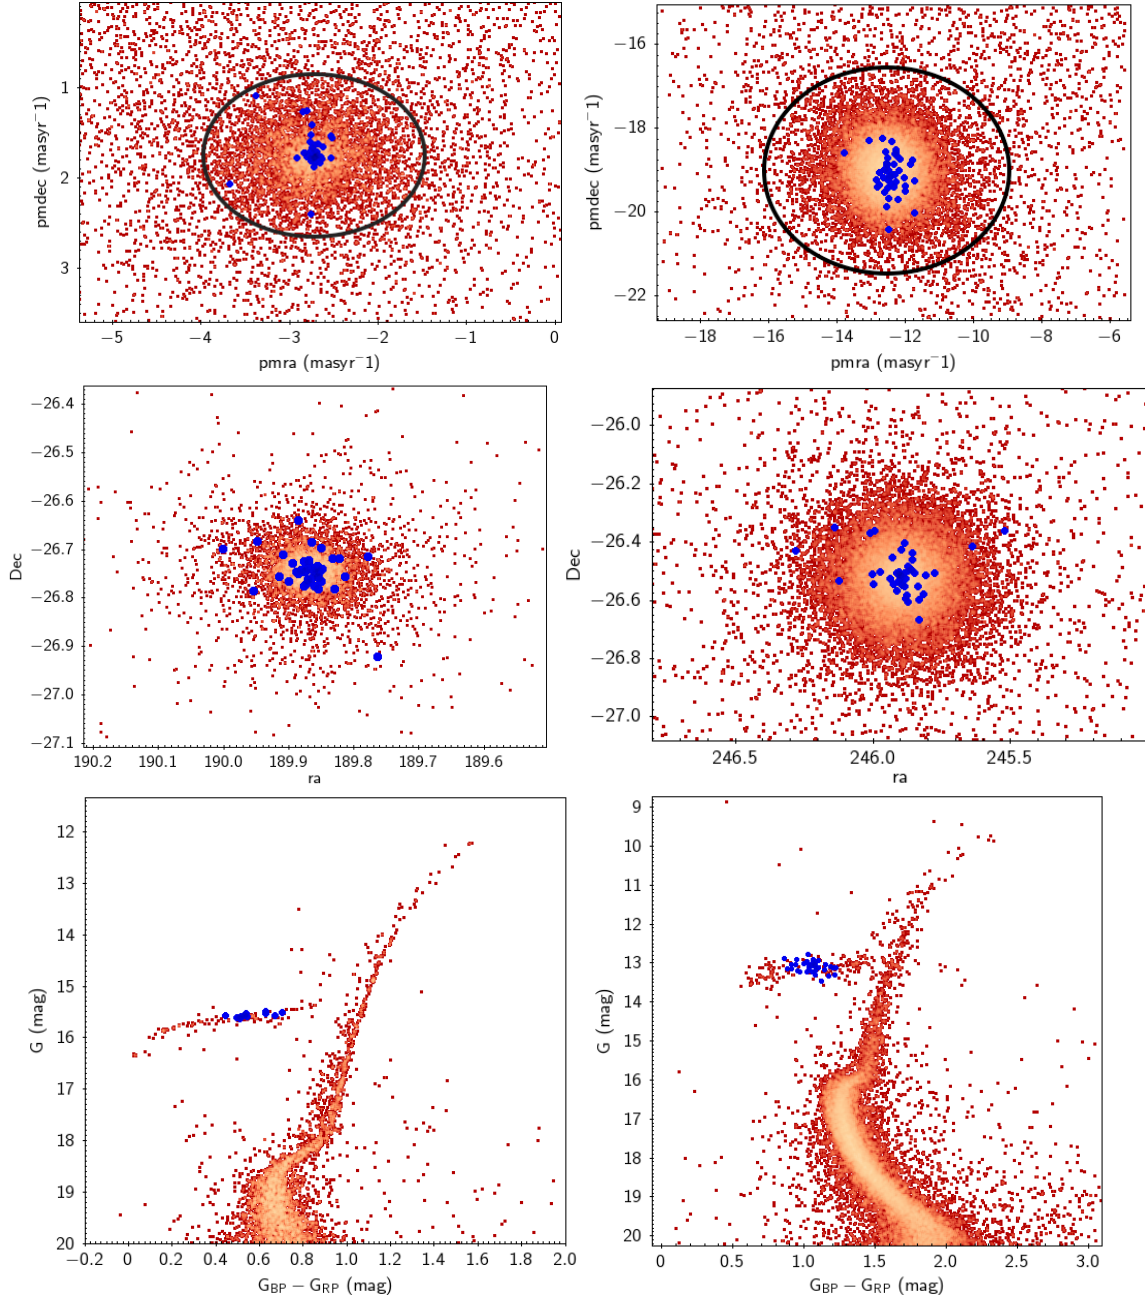 1
2
3
−5 −4 −3 −2 −1 0
pmra (masyr⁻1)
pmdec (masyr⁻1)
−16
−18
−20
−22
−18 −16 −14 −12 −10 −8 −6
pmra (masyr⁻1)
pmdec (masyr⁻1)
−26.4
−26.5
−26.6
−26.7
−26.8
−26.9
−27.0
−27.1
190.2 190.1 190.0 189.9 189.8 189.7 189.6
ra
Dec
−26.0
−26.2
−26.4
−26.6
−26.8
−27.0
246.5 246.0 245.5
ra
Dec
12
13
14
15
16
17
18
19
20
−0.2 0 0.2 0.4 0.6 0.8 1.0 1.2 1.4 1.6 1.8 2.0
G_BP − G_RP (mag)
G (mag)
9
10
11
12
13
14
15
16
17
18
19
20
0 0.5 1.0 1.5 2.0 2.5 3.0
G_BP − G_RP (mag)
G (mag)